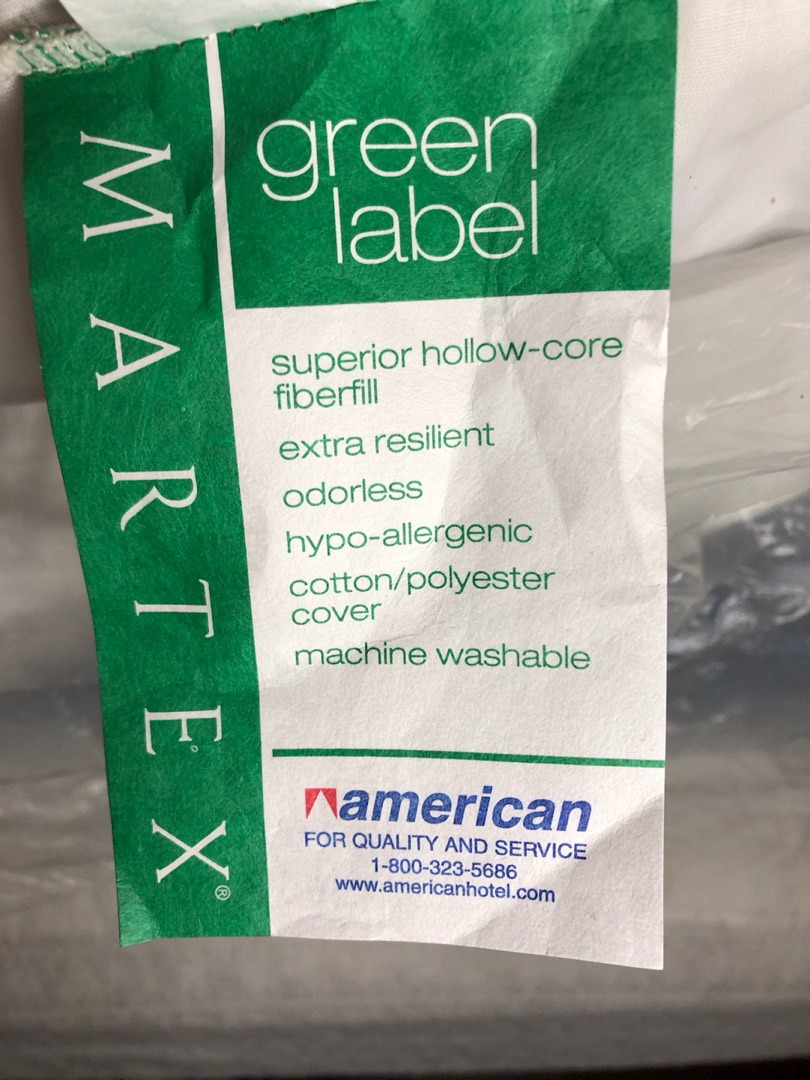 MARTEX®
green
label
superior hollow-core
fiberfill
extra resilient
odorless
hypo-allergenic
cotton/polyester
cover
machine washable
american
FOR QUALITY AND SERVICE
1-800-323-5686
www.americanhotel.com